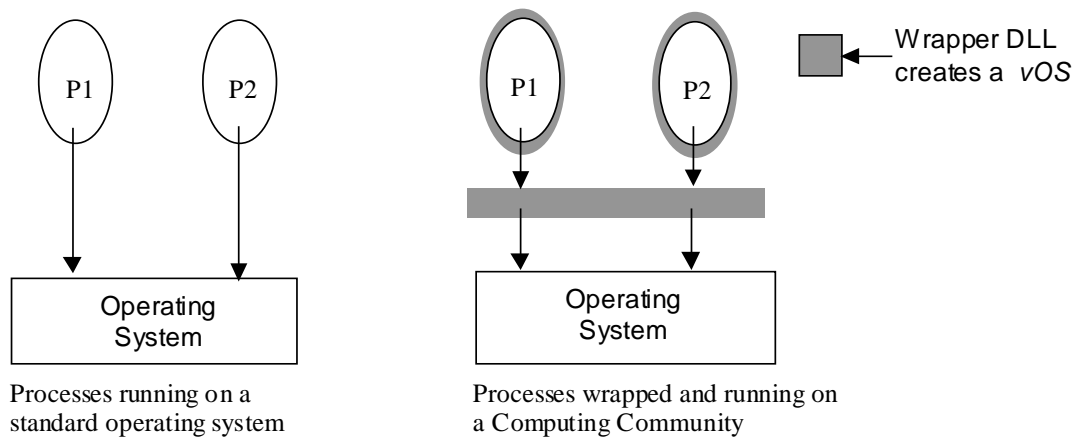 P1
P2
Operating
System
Processes running on a
standard operating system
P1
P2
Operating
System
Processes wrapped and running on
a Computing Community
Wrapper DLL
creates a vOS